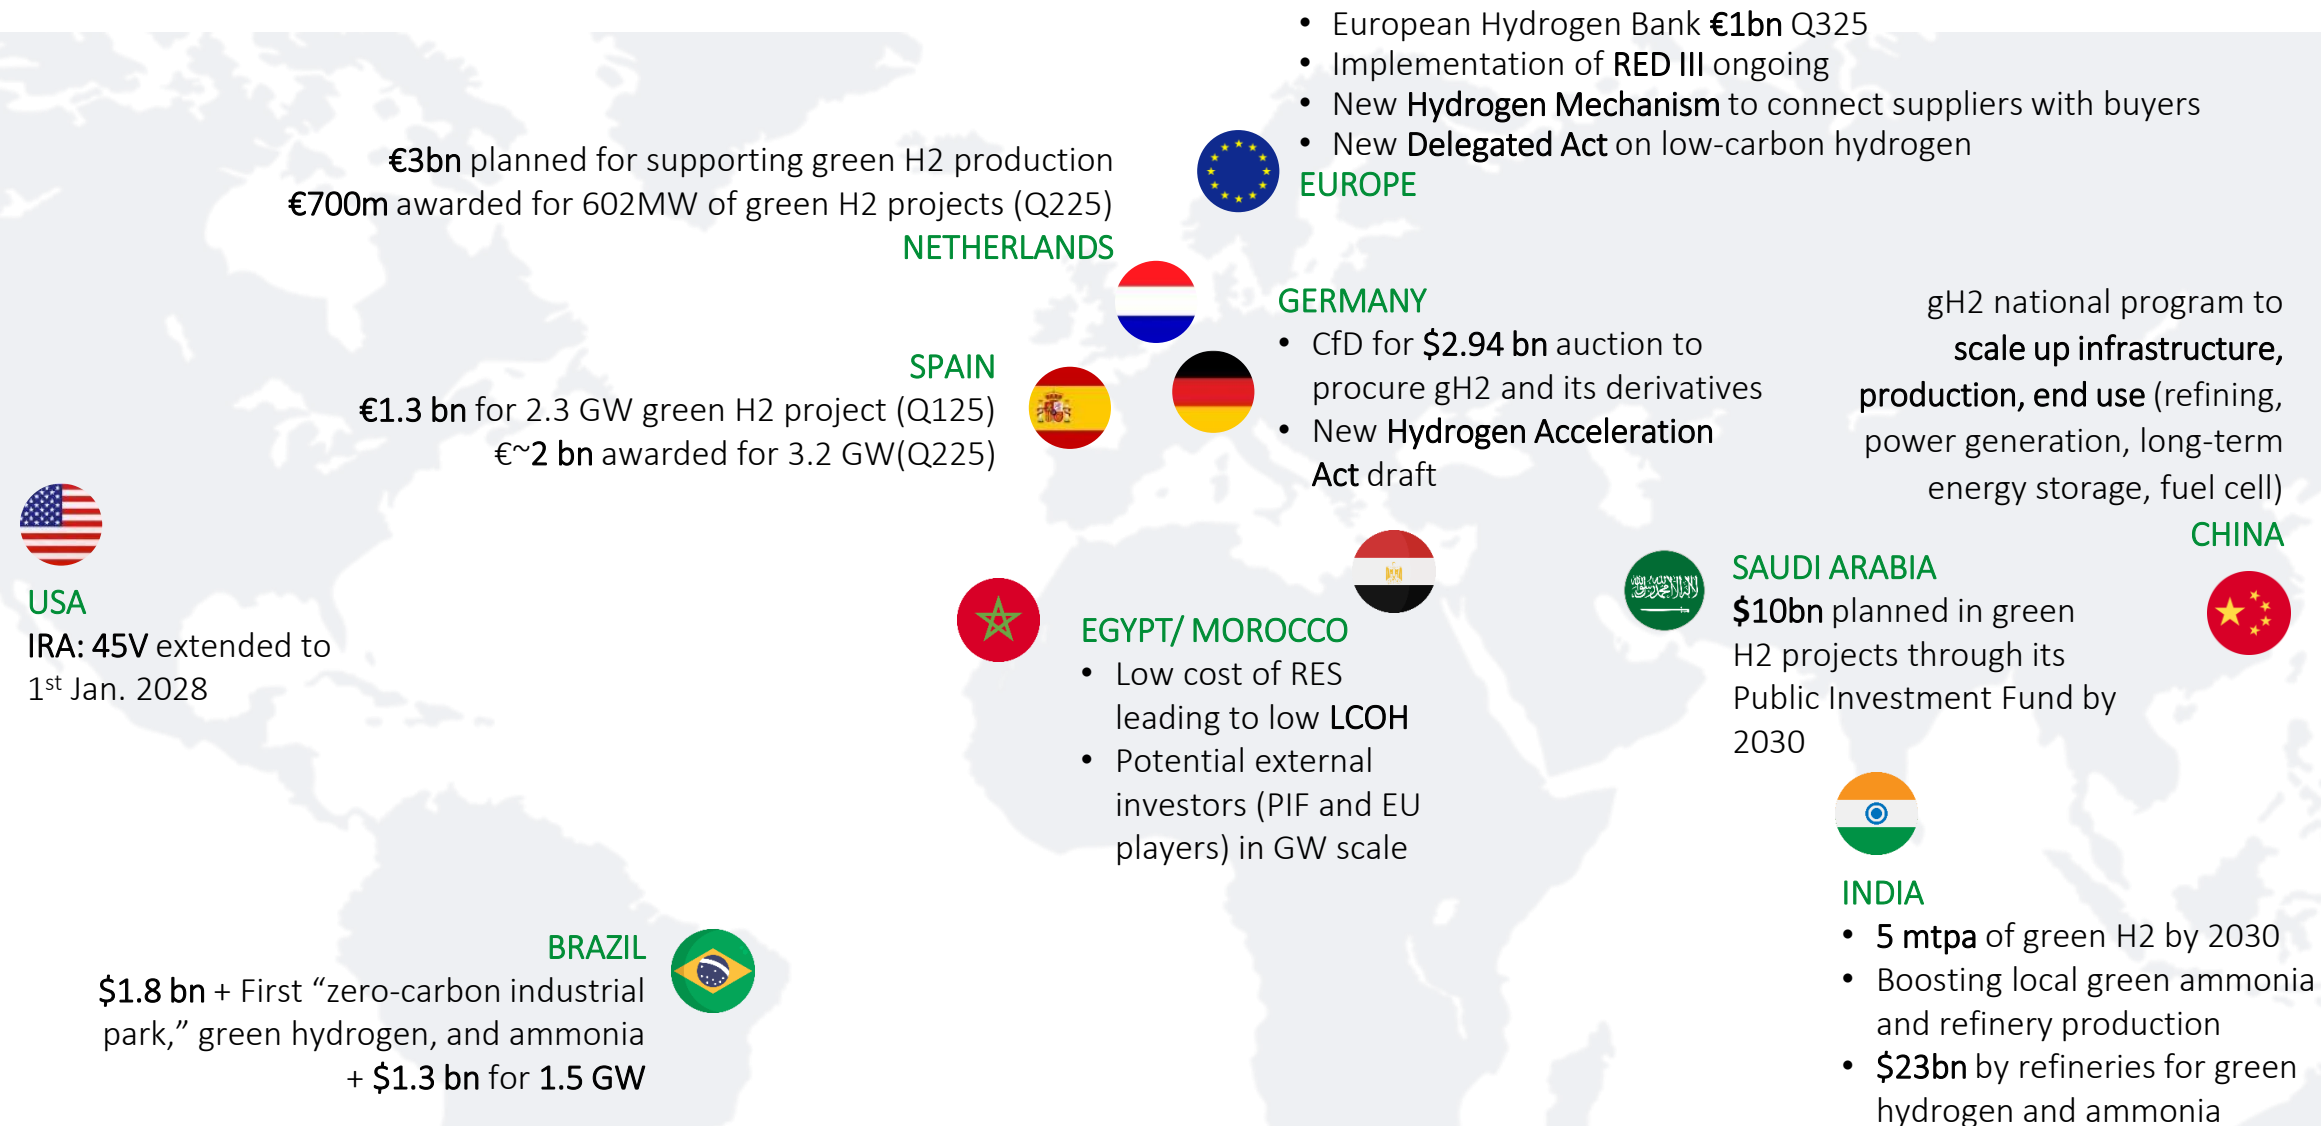 • European Hydrogen Bank €1bn Q325
• Implementation of RED III ongoing
• New Hydrogen Mechanism to connect suppliers with buyers
• New Delegated Act on low-carbon hydrogen
EUROPE
€3bn planned for supporting green H2 production
€700m awarded for 602MW of green H2 projects (Q225)
NETHERLANDS
GERMANY
• CfD for $2.94 bn auction to
procure gH2 and its derivatives
• New Hydrogen Acceleration
Act draft
gH2 national program to
scale up infrastructure,
production, end use (refining,
power generation, long-term
energy storage, fuel cell)
CHINA
SPAIN
€1.3 bn for 2.3 GW green H2 project (Q125)
€~2 bn awarded for 3.2 GW(Q225)
USA
IRA: 45V extended to
1st Jan. 2028
EGYPT/ MOROCCO
• Low cost of RES
leading to low LCOH
• Potential external
investors (PIF and EU
players) in GW scale
SAUDI ARABIA
$10bn planned in green
H2 projects through its
Public Investment Fund by
2030
INDIA
• 5 mtpa of green H2 by 2030
• Boosting local green ammonia
and refinery production
• $23bn by refineries for green
hydrogen and ammonia
BRAZIL
$1.8 bn + First “zero-carbon industrial
park,” green hydrogen, and ammonia
+ $1.3 bn for 1.5 GW